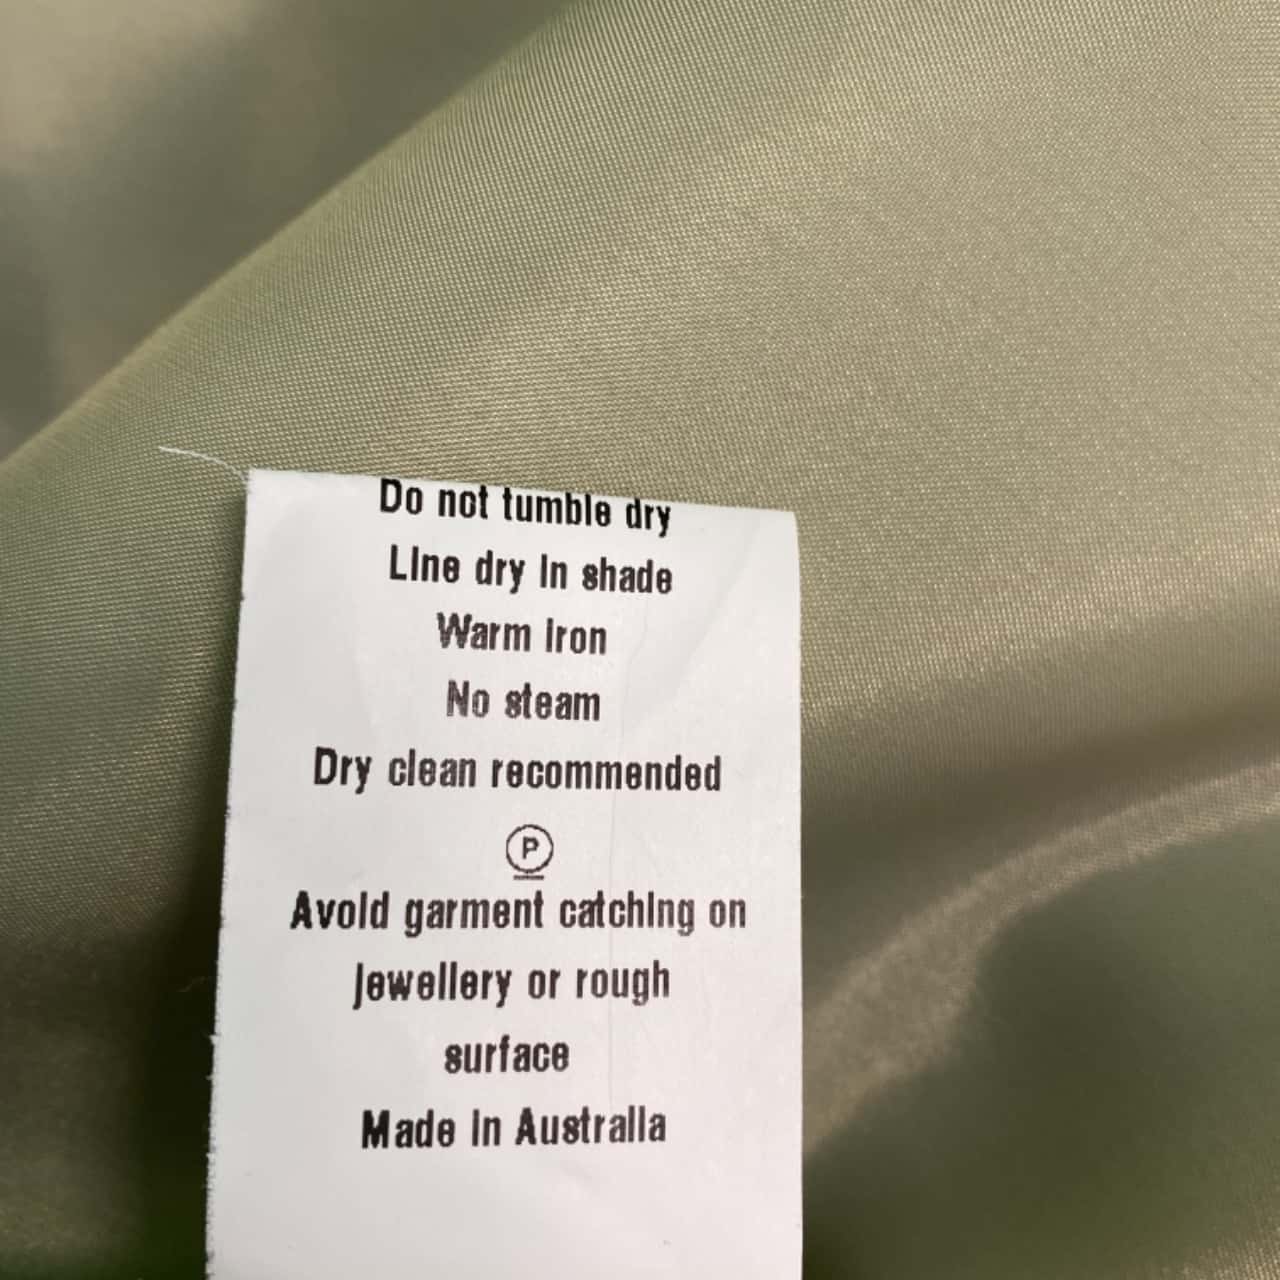 Do not tumble dry
Line dry in shade
Warm iron
No steam
Dry clean recommended
P
Avoid garment catching on
jewellery or rough
surface
Made in Australia